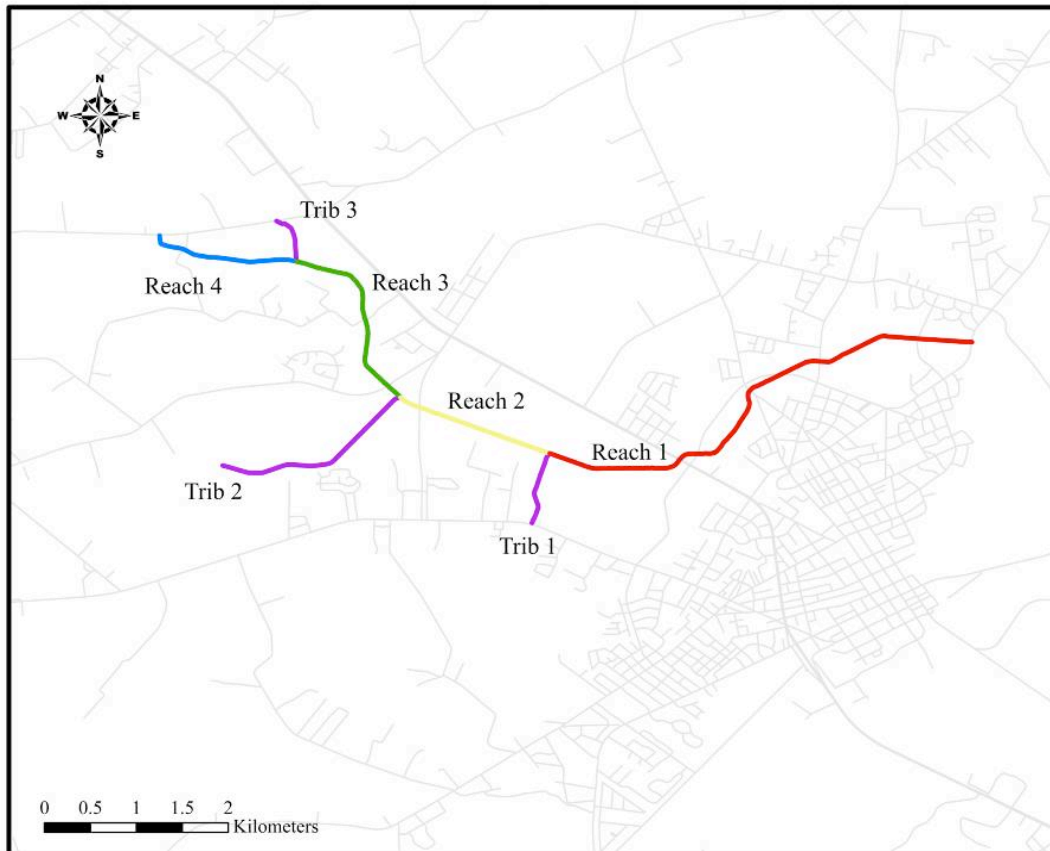 N
W E
S
Trib 3
Reach 4
Reach 3
Reach 2
Reach 1
Trib 2
Trib 1
0 0.5 1 1.5 2
Kilometers